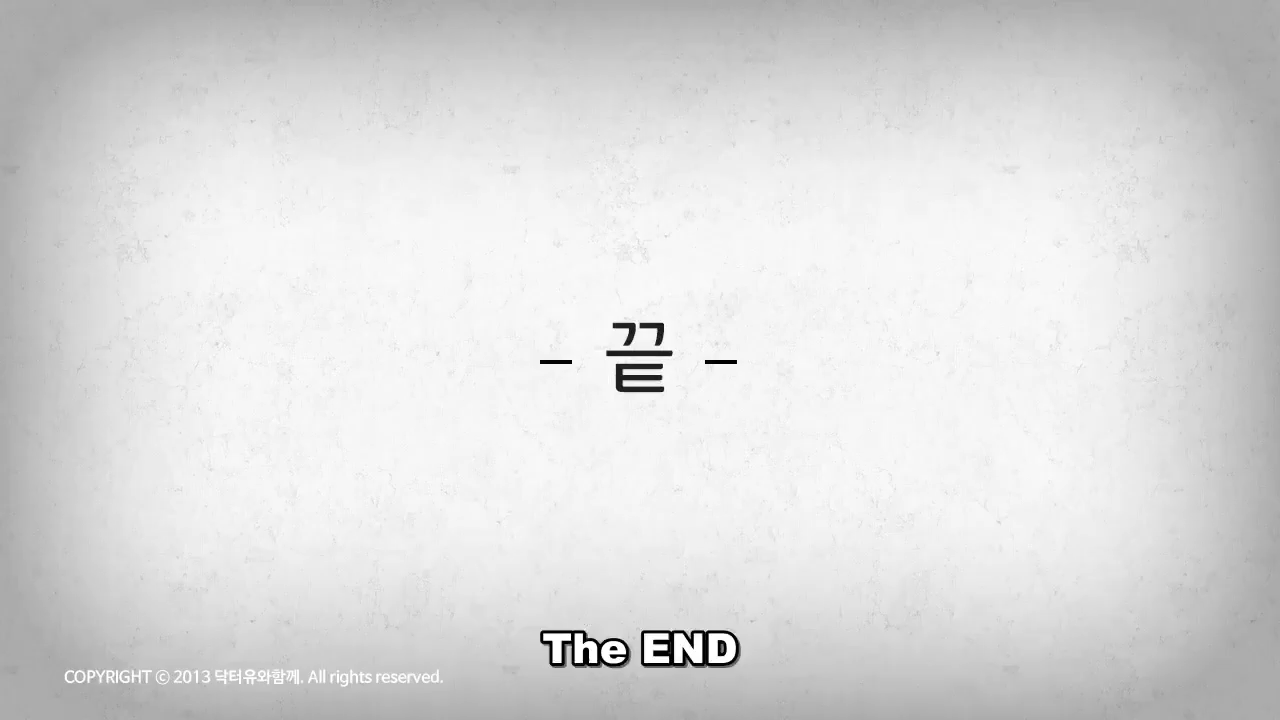 - 끝 -
The END
COPYRIGHT ⓒ 2013 닥터유와함께. All rights reserved.